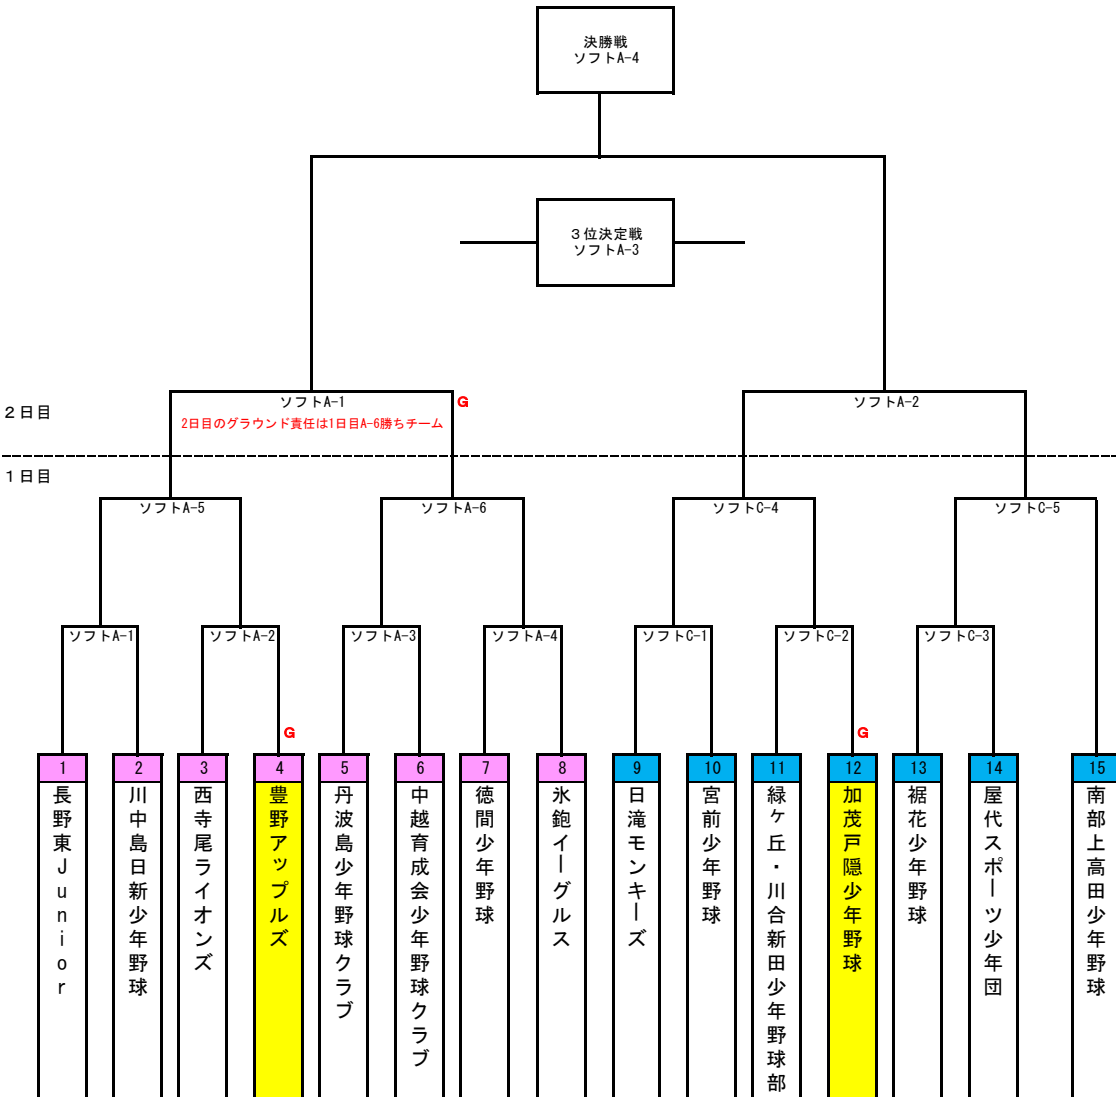 決勝戦
ソフトA-4
３位決定戦
ソフトA-3
ソフトA-1
G
ソフトA-2
２日目
2日目のグラウンド責任は1日目A-6勝ちチーム
１日目
ソフトA-5
ソフトA-6
ソフトC-4
ソフトC-5
ソフトA-1
ソフトA-2
ソフトA-3
ソフトA-4
ソフトC-1
ソフトC-2
ソフトC-3
G
G
1
2
3
4
5
6
7
8
9
10
11
12
13
14
15
長野東Junior
川中島日新少年野球
西寺尾ライオンズ
豊野アップルズ
丹波島少年野球クラブ
中越育成会少年野球クラブ
徳間少年野球
氷鉋イーグルス
日滝モンキーズ
宮前少年野球
緑ヶ丘・川合新田少年野球部
加茂戸隠少年野球
裾花少年野球
屋代スポーツ少年団
南部上高田少年野球